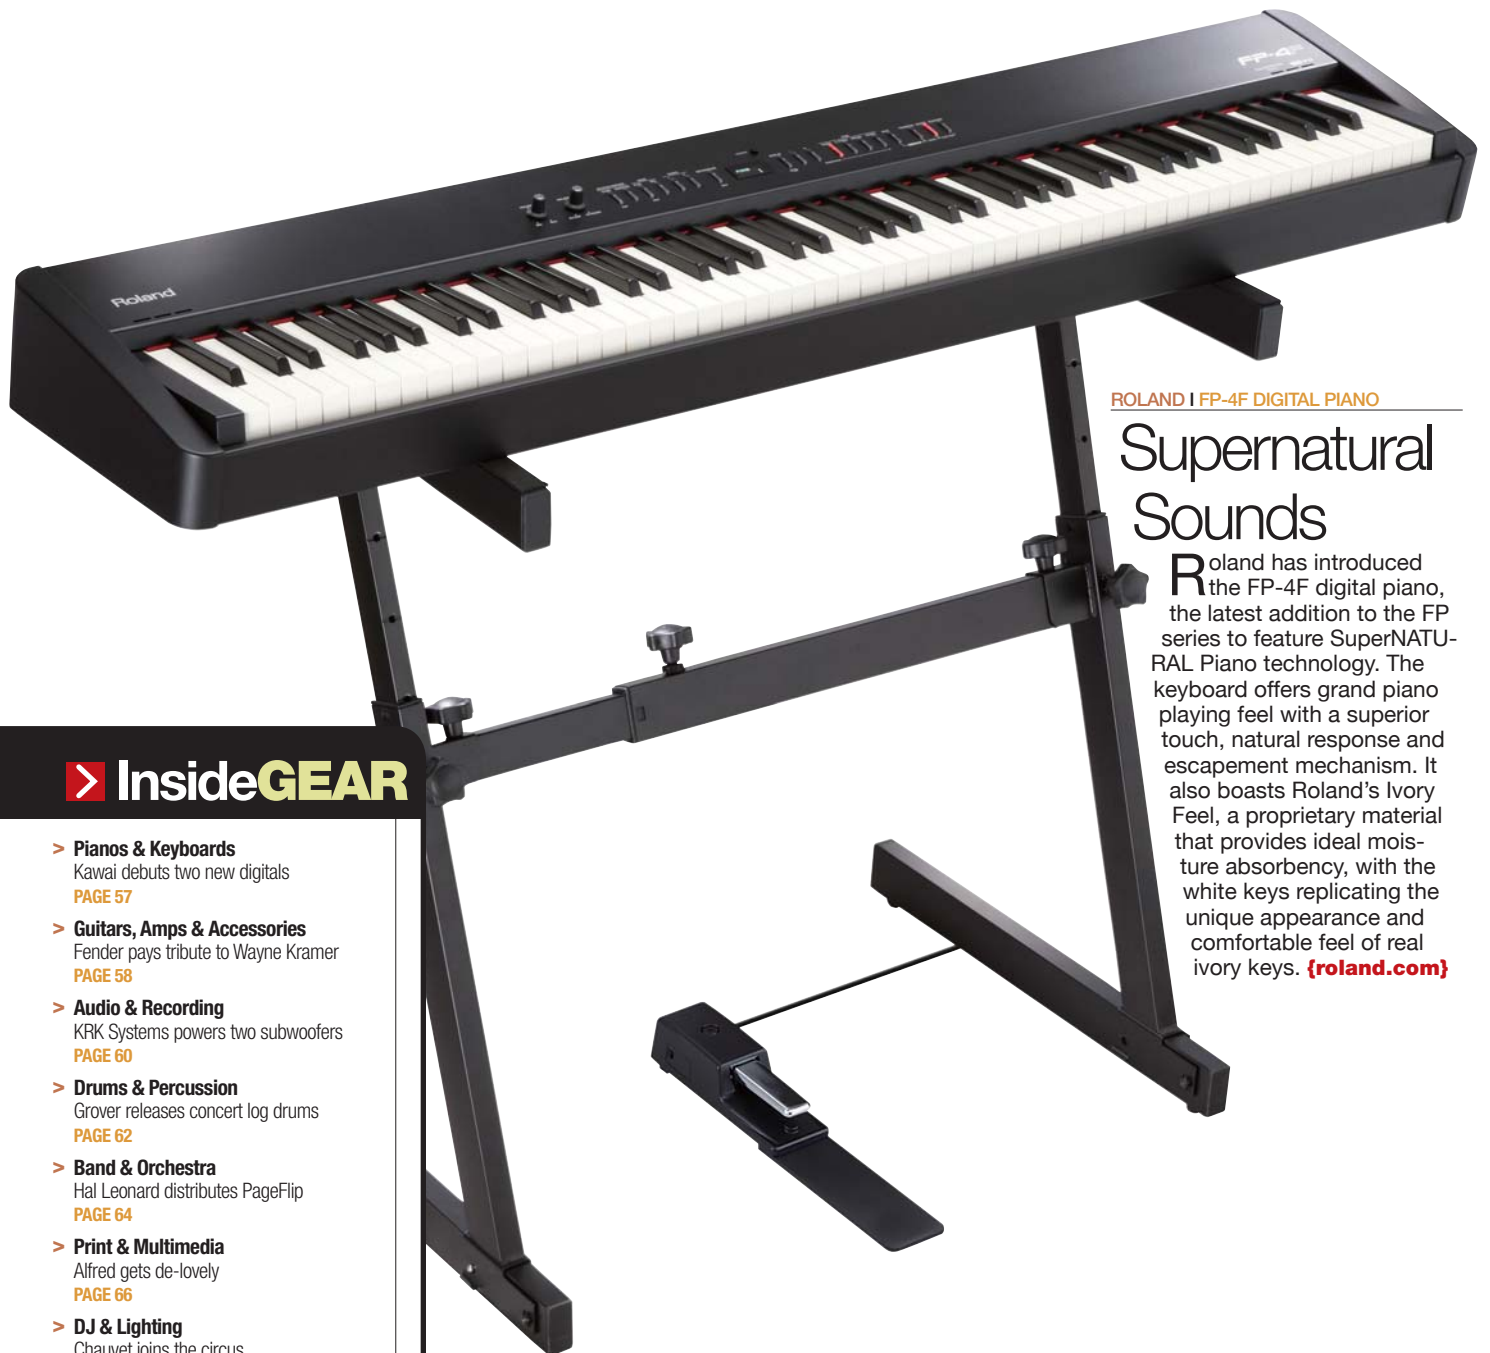 FP-4F
Roland
ROLAND I FP-4F DIGITAL PIANO
Supernatural
Sounds
Roland has introduced
the FP-4F digital piano,
the latest addition to the FP
series to feature SuperNATU-
RAL Piano technology. The
keyboard offers grand piano
playing feel with a superior
touch, natural response and
escapement mechanism. It
also boasts Roland's Ivory
Feel, a proprietary material
that provides ideal mois-
ture absorbency, with the
white keys replicating the
unique appearance and
comfortable feel of real
ivory keys. {roland.com}
> InsideGEAR
> Pianos & Keyboards
Kawai debuts two new digitals
PAGE 57
> Guitars, Amps & Accessories
Fender pays tribute to Wayne Kramer
PAGE 58
> Audio & Recording
KRK Systems powers two subwoofers
PAGE 60
> Drums & Percussion
Grover releases concert log drums
PAGE 62
> Band & Orchestra
Hal Leonard distributes PageFlip
PAGE 64
> Print & Multimedia
Alfred gets de-lovely
PAGE 66
> DJ & Lighting
Chauvet joins the circus